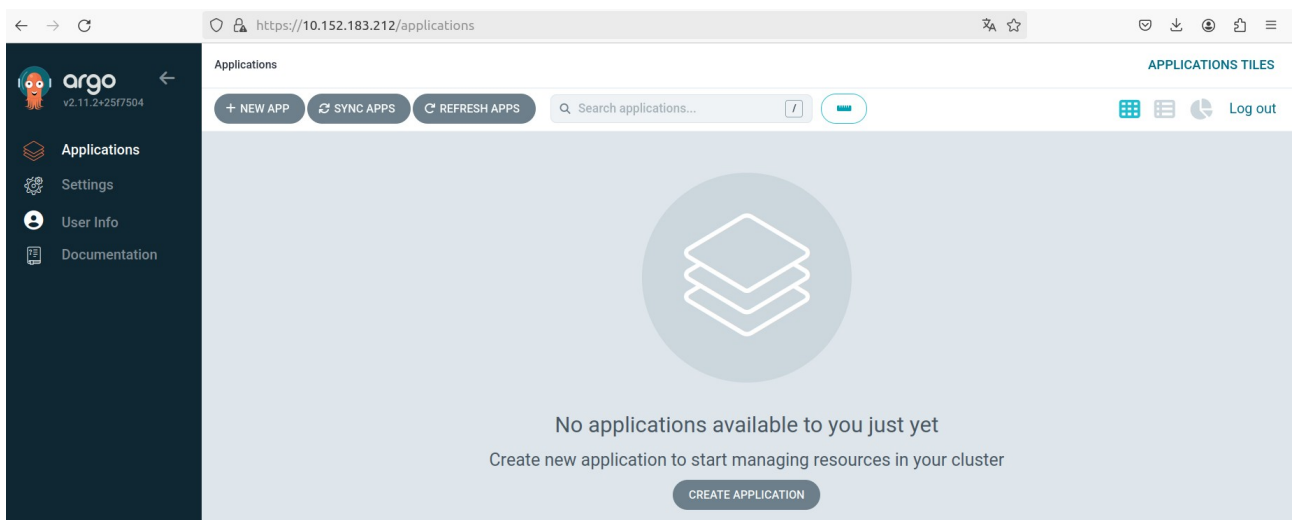 https://10.152.183.212/applications
argo
v2.11.2+25f7504
Applications
Settings
User Info
Documentation
Applications
APPLICATIONS TILES
+ NEW APP
SYNC APPS
REFRESH APPS
Search applications...
/
Log out
No applications available to you just yet
Create new application to start managing resources in your cluster
CREATE APPLICATION